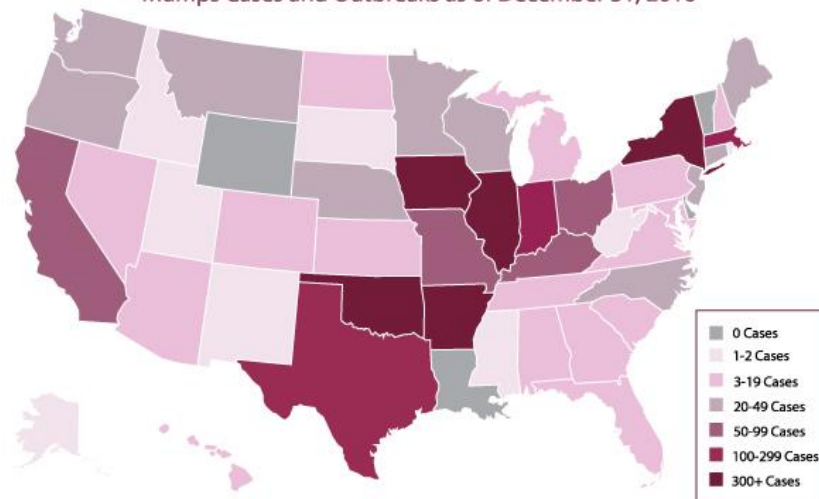 Mumps Cases and Outbreaks as of December 31, 2016
0 Cases
1-2 Cases
3-19 Cases
20-49 Cases
50-99 Cases
100-299 Cases
300+ Cases